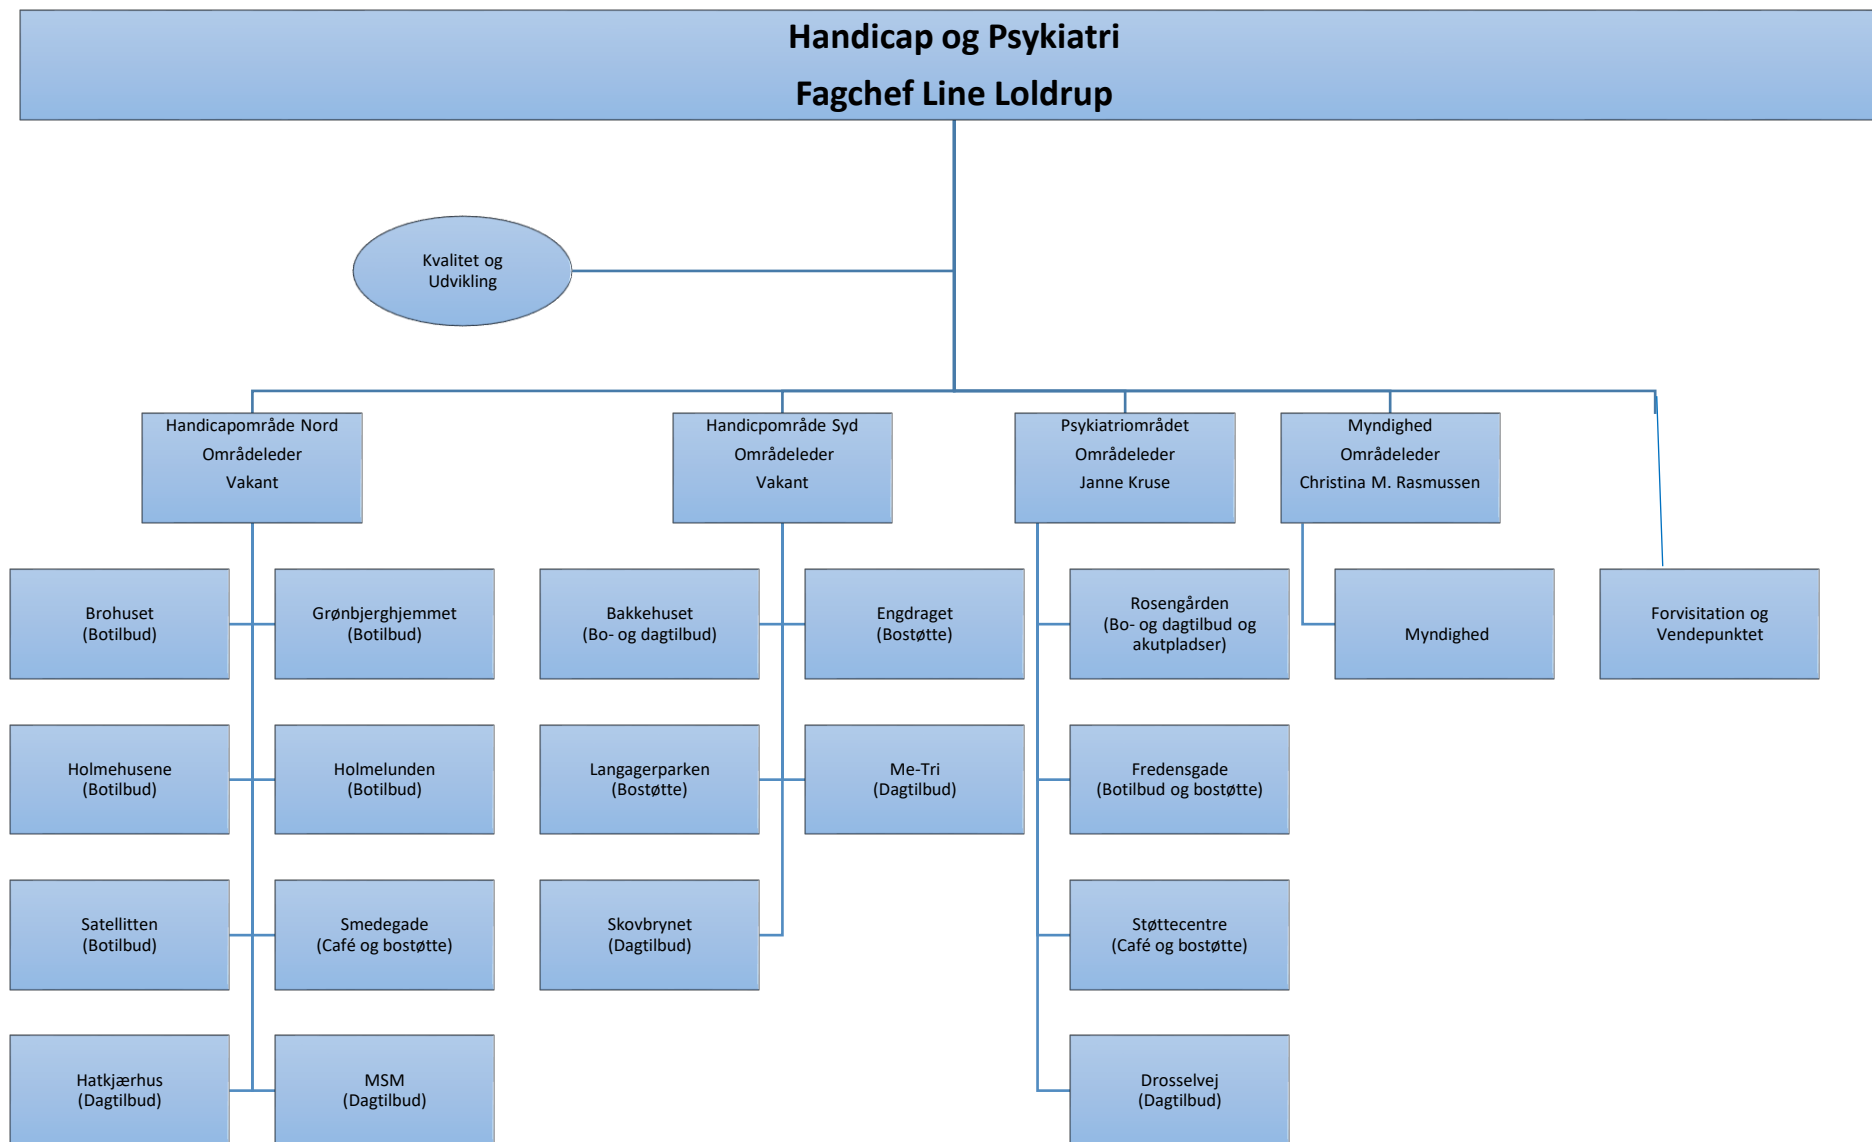 Handicap og Psykiatri
Fagchef Line Loldrup
Kvalitet og
Udvikling
Handicapområde Nord
Områdeleder
Vakant
Handicpområde Syd
Områdeleder
Vakant
Psykiatriområdet
Områdeleder
Janne Kruse
Myndighed
Områdeleder
Christina M. Rasmussen
Brohuset
(Botilbud)
Grønbjerghjemmet
(Botilbud)
Bakkehuset
(Bo- og dagtilbud)
Engdraget
(Bostøtte)
Rosengården
(Bo- og dagtilbud og
akutpladser)
Myndighed
Forvisitation og
Vendepunktet
Holmehusene
(Botilbud)
Holmelunden
(Botilbud)
Langagerparken
(Bostøtte)
Me-Tri
(Dagtilbud)
Fredensgade
(Botilbud og bostøtte)
Satellitten
(Botilbud)
Smedegade
(Café og bostøtte)
Skovbrynet
(Dagtilbud)
Støttecentre
(Café og bostøtte)
Hatkjærhus
(Dagtilbud)
MSM
(Dagtilbud)
Drosselvej
(Dagtilbud)